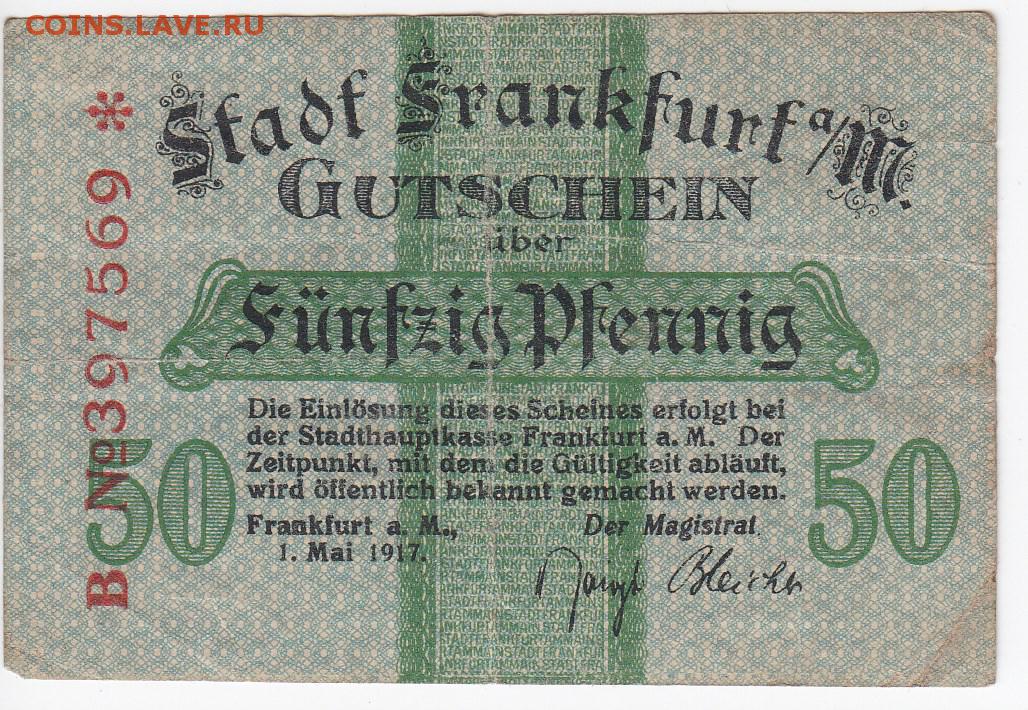 COINS.LAVE.RU
Stadt Frankfurt a/M.
GUTSCHEIN
über
Fünfzig Pfennig
Die Einlösung dieses Scheines erfolgt bei
der Stadthauptkasse Frankfurt a. M. Der
Zeitpunkt, mit dem die Gültigkeit abläuft,
wird öffentlich bekannt gemacht werden.
Frankfurt a. M., Der Magistrat
1. Mai 1917.
50 50
B No 397569 *